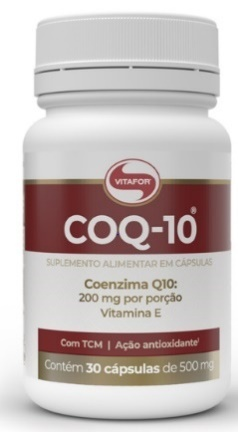 VITAFOR®
COQ-10®
SUPLEMENTO ALIMENTAR EM CÁPSULAS
Coenzima Q10:
200 mg por porção
Vitamina E
Com TCM | Ação antioxidante¹
Contém 30 cápsulas de 500 mg